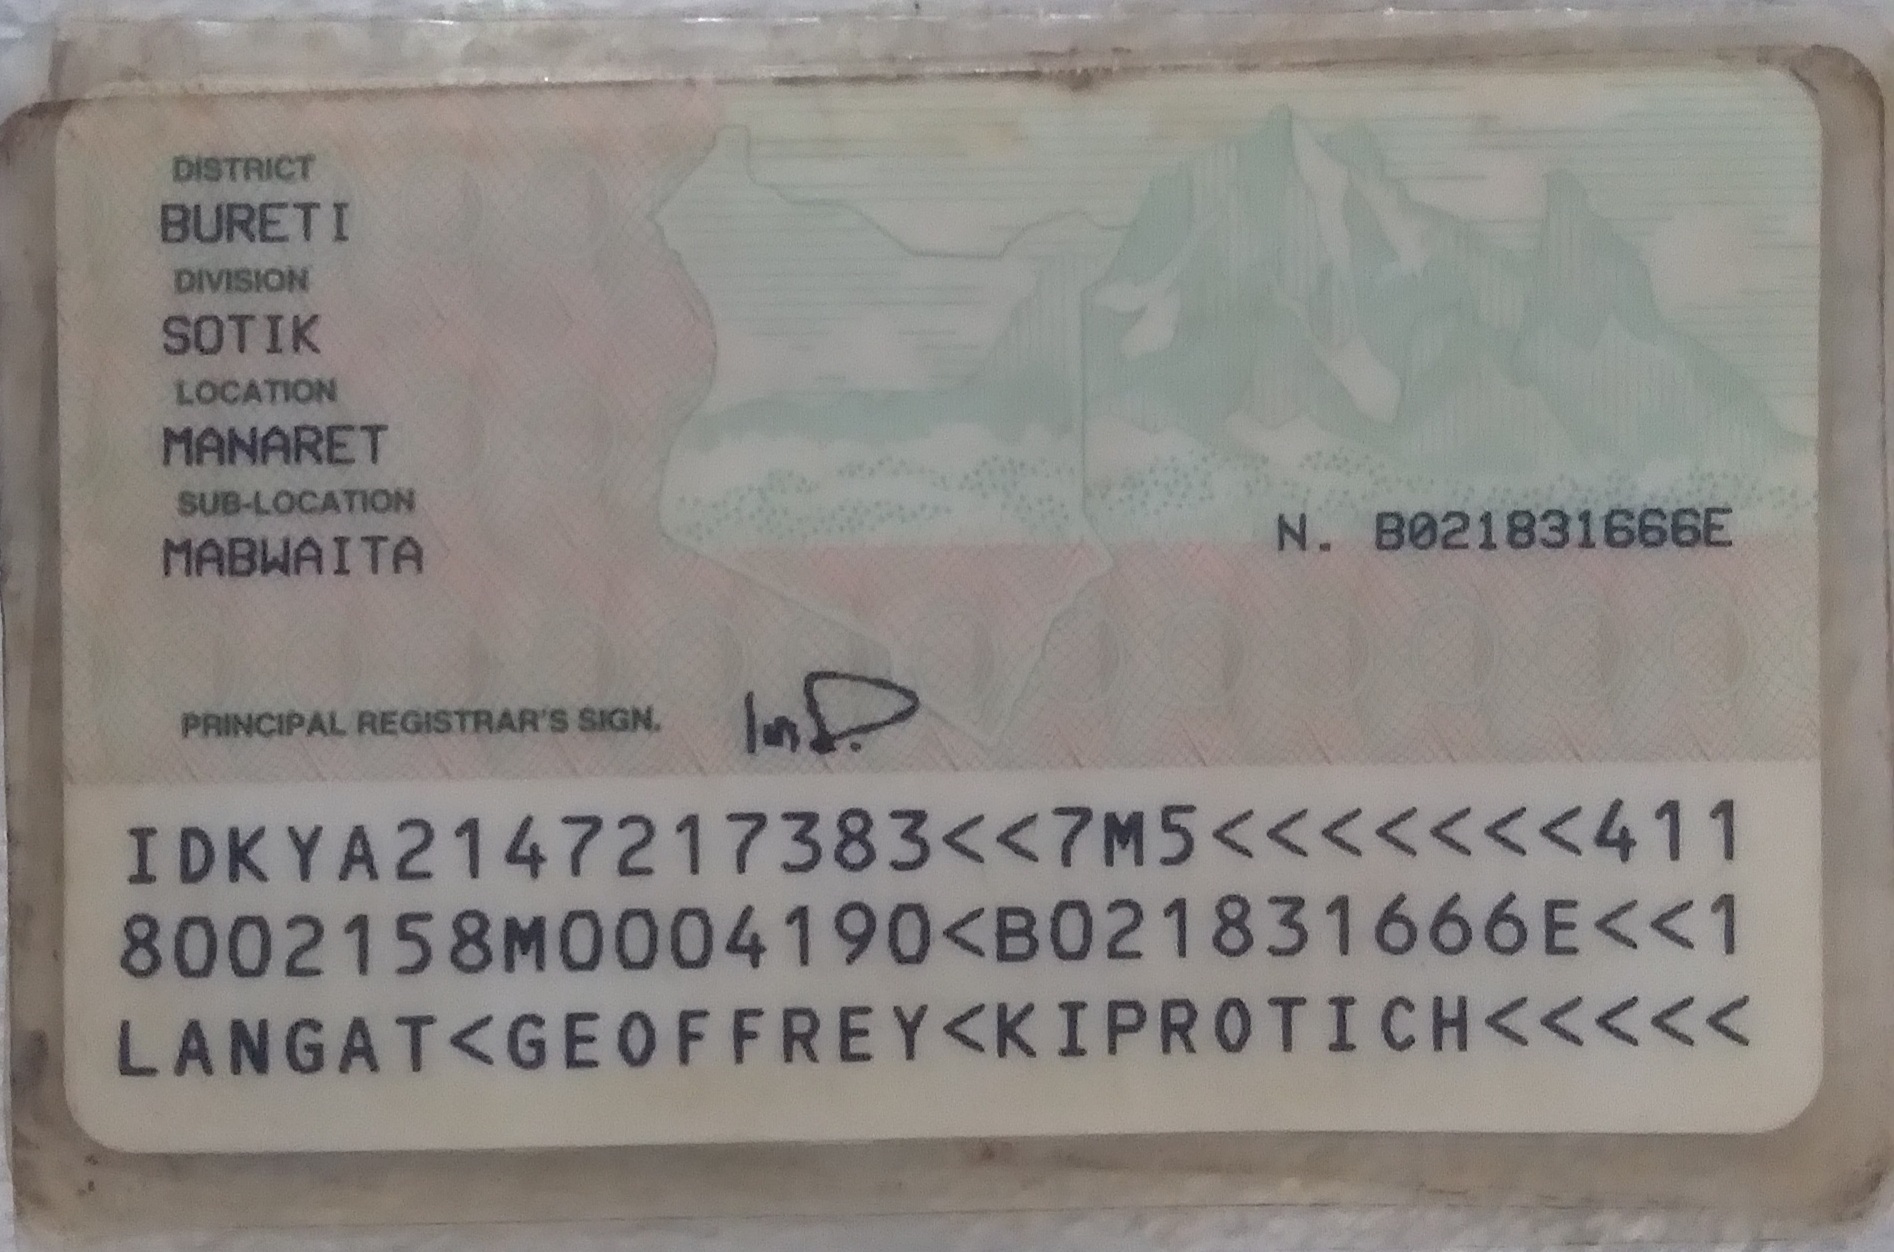 DISTRICT
BURETI
DIVISION
SOTIK
LOCATION
MANARET
SUB-LOCATION
MABWAITA
N. B021831666E
PRINCIPAL REGISTRAR'S SIGN.
IDKYA2147217383<<7M5<<<<<<<411
8002158M0004190<B021831666E<<1
LANGAT<GEOFFREY<KIPROTICH<<<<<